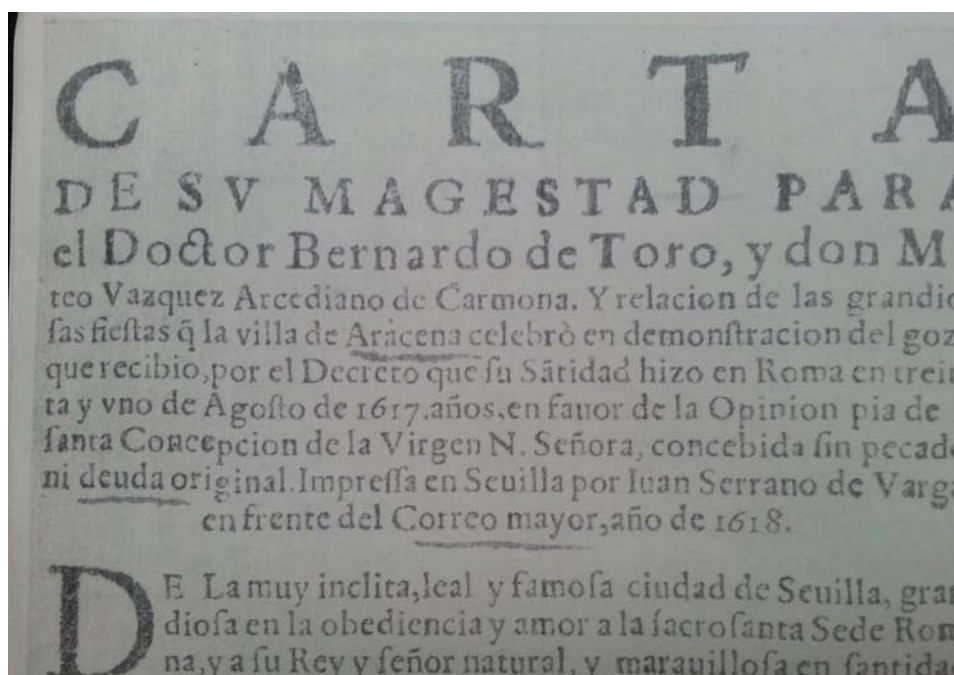 CARTA
DE SV MAGESTAD PARA
el Doctor Bernardo de Toro, y don M
teo Vazquez Arcediano de Carmona. Y relacion de las grandio
ſas fieſtas q̃ la villa de Aracena celebrò en demonſtracion del goz
que recibio, por el Decreto que ſu Sãtidad hizo en Roma en trein
ta y vno de Agoſto de 1617. años, en fauor de la Opinion pia de
ſanta Concepcion de la Virgen N. Señora, concebida ſin pecado
ni deuda original. Impreſſa en Seuilla por Iuan Serrano de Varga
en frente del Correo mayor, año de 1618.
DE La muy inclita, leal y famoſa ciudad de Seuilla, gran
dioſa en la obediencia y amor a la ſacroſanta Sede Rom
na, y a ſu Rey y ſeñor natural, y marauilloſa en ſantidad